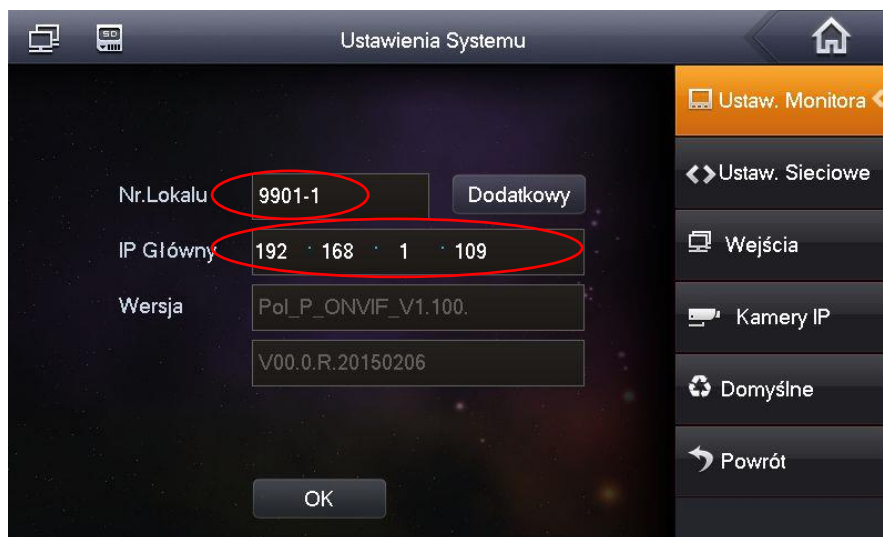 SD
Ustawienia Systemu
Ustaw. Monitora
Nr.Lokalu 9901-1 Dodatkowy
Ustaw. Sieciowe
IP Główny 192 · 168 · 1 · 109
Wejścia
Wersja Pol_P_ONVIF_V1.100.
Kamery IP
V00.0.R.20150206
Domyślne
Powrót
OK